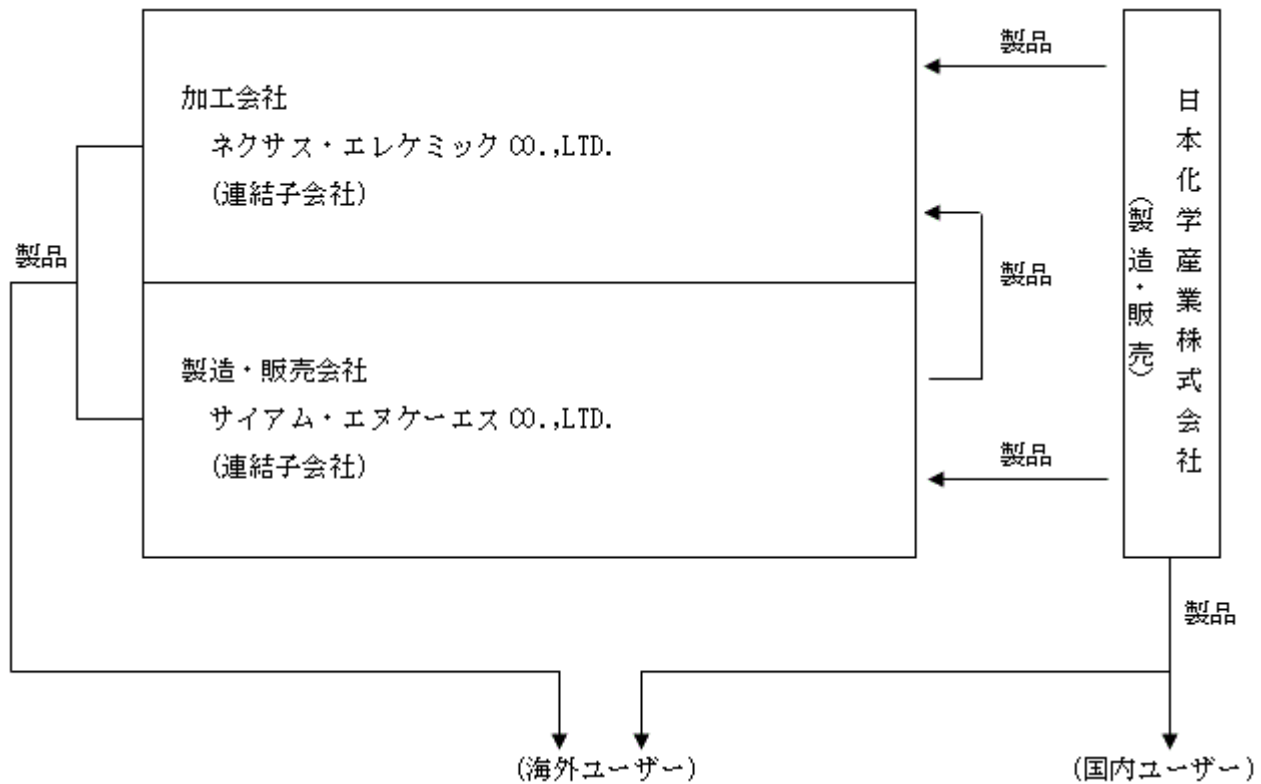 製品
加工会社
ネクサス・エレケミック CO.,LTD.
(連結子会社)
製品
製品
製造・販売会社
サイアム・エヌケーエス CO.,LTD.
(連結子会社)
製品
日本化学産業株式会社
(製造・販売)
製品
(海外ユーザー)
(国内ユーザー)